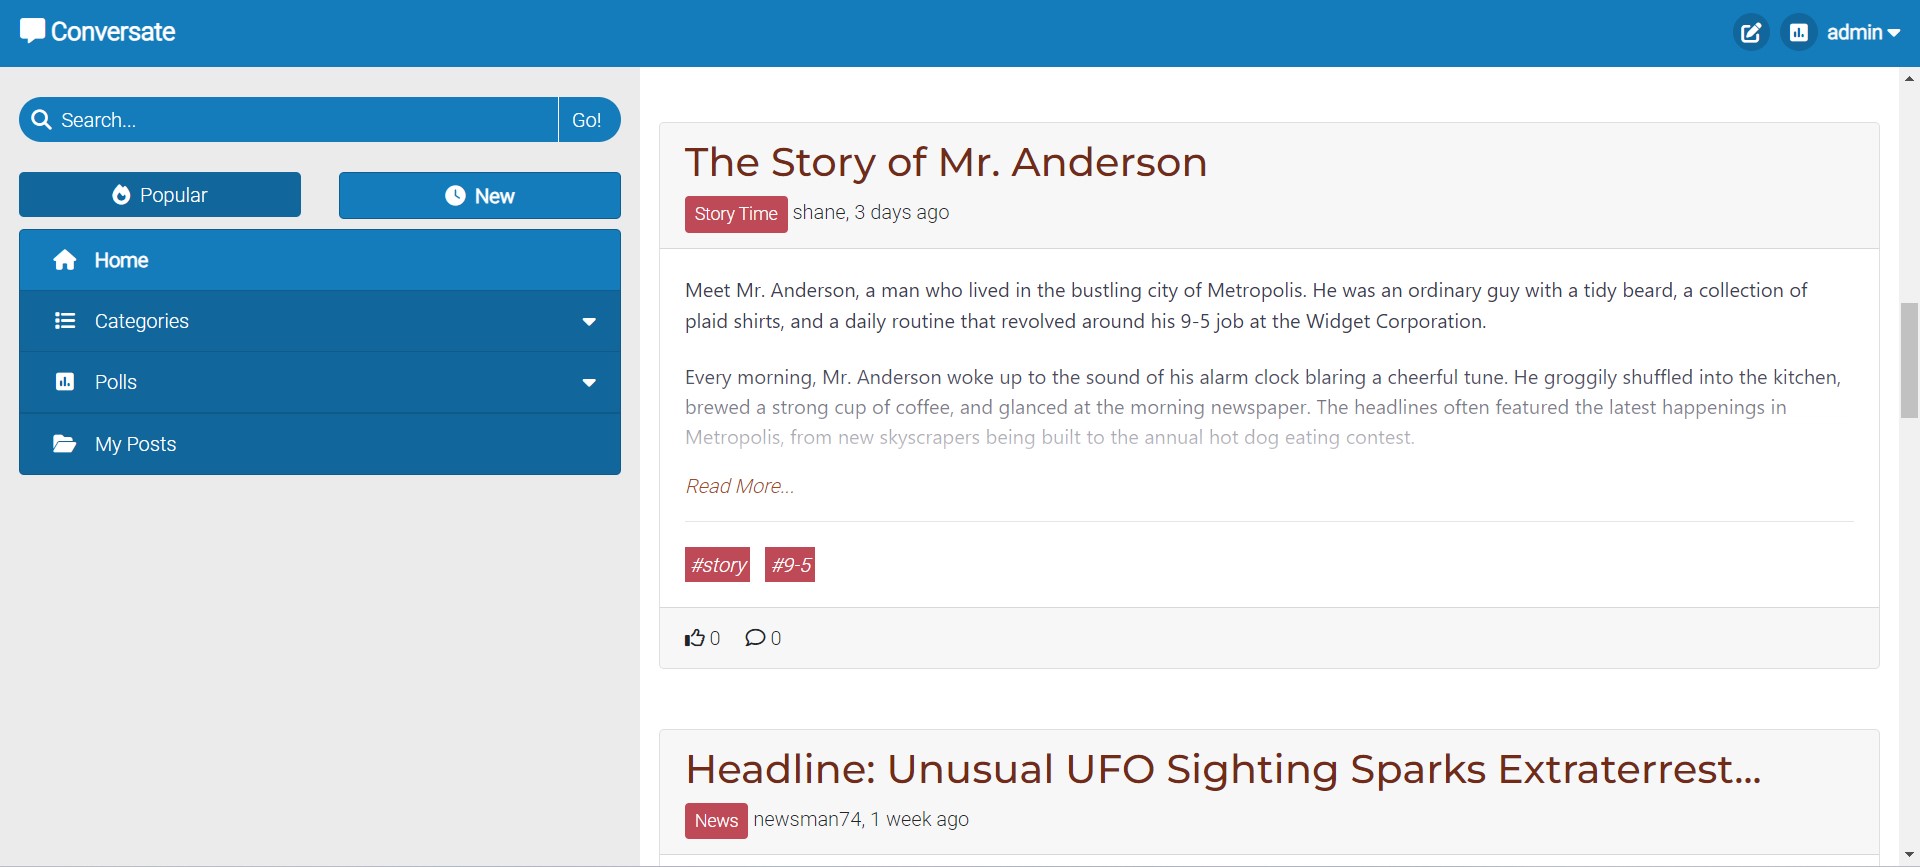 Conversate
admin
Search...
Go!
Popular
New
Home
Categories
Polls
My Posts
The Story of Mr. Anderson
Story Time shane, 3 days ago
Meet Mr. Anderson, a man who lived in the bustling city of Metropolis. He was an ordinary guy with a tidy beard, a collection of
plaid shirts, and a daily routine that revolved around his 9-5 job at the Widget Corporation.
Every morning, Mr. Anderson woke up to the sound of his alarm clock blaring a cheerful tune. He groggily shuffled into the kitchen,
brewed a strong cup of coffee, and glanced at the morning newspaper. The headlines often featured the latest happenings in
Metropolis, from new skyscrapers being built to the annual hot dog eating contest.
Read More...
#story #9-5
0 0
Headline: Unusual UFO Sighting Sparks Extraterrest...
News newsman74, 1 week ago